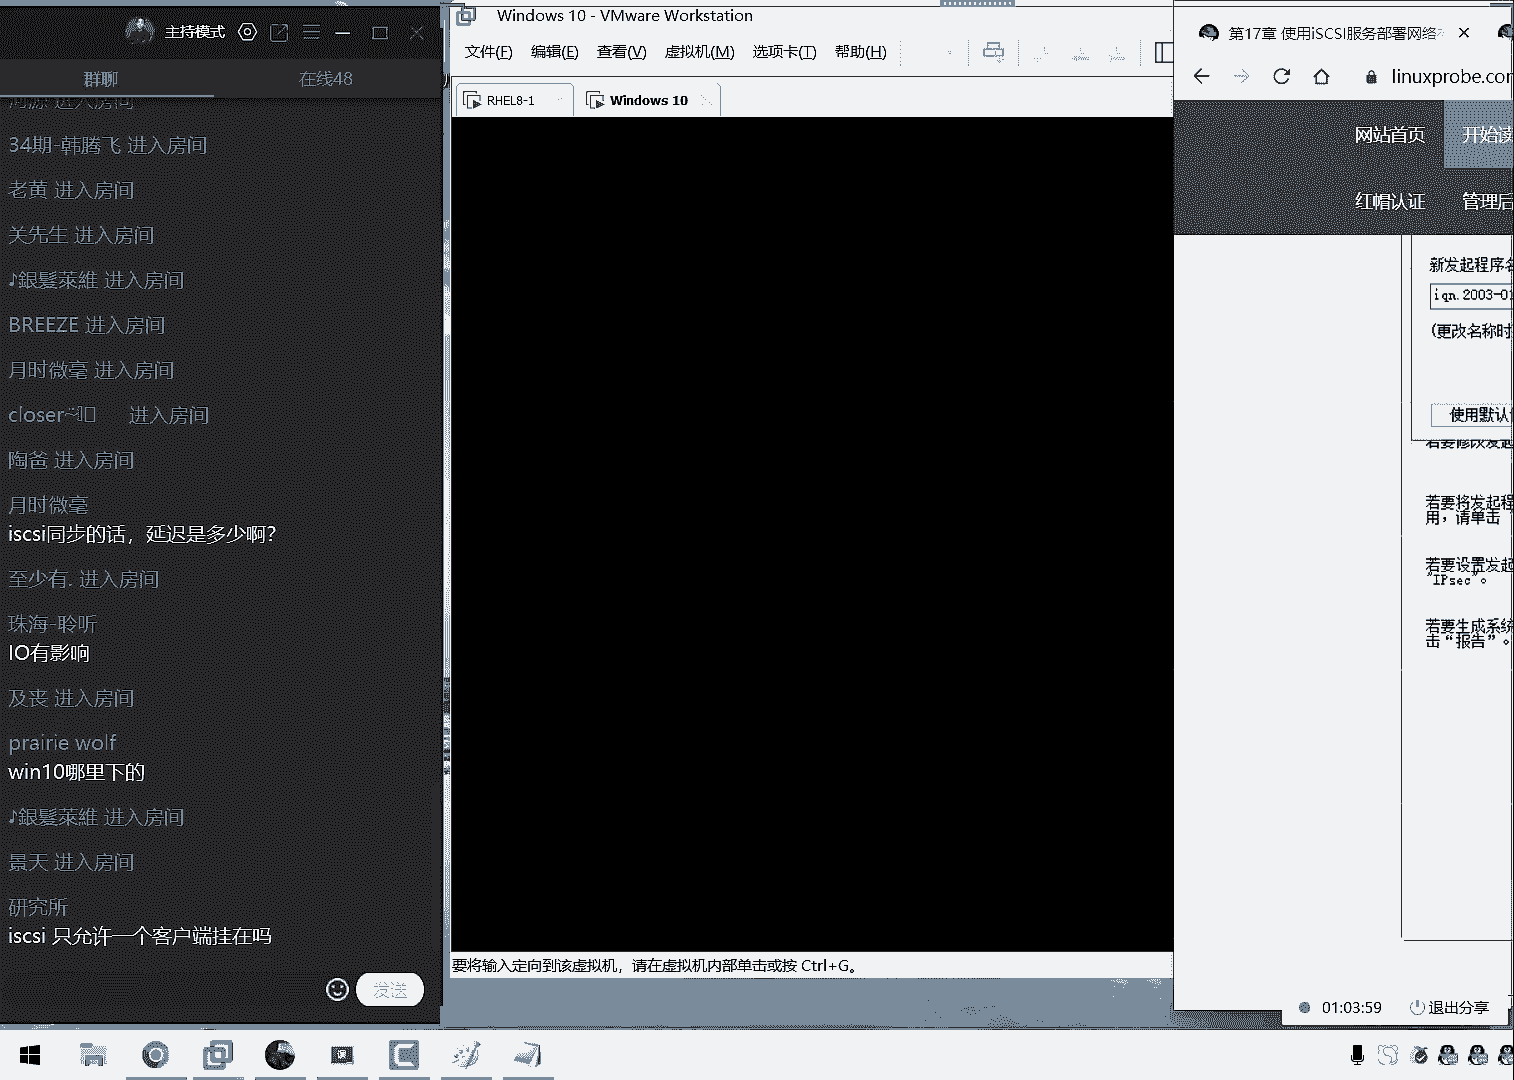 主持模式
群聊
在线48
进入房间
34期-韩腾飞 进入房间
老黄 进入房间
关先生 进入房间
♪銀髮萊維 进入房间
BREEZE 进入房间
月时微毫 进入房间
closer 进入房间
陶爸 进入房间
月时微毫
iscsi同步的话，延迟是多少啊？
至少有. 进入房间
珠海-聆听
IO有影响
及丧 进入房间
prairie wolf
win10哪里下的
♪銀髮萊維 进入房间
景天 进入房间
研究所
iscsi 只允许一个客户端挂在吗
发送
Windows 10 - VMware Workstation
文件(F) 编辑(E) 查看(V) 虚拟机(M) 选项卡(T) 帮助(H)
RHEL8-1
Windows 10
要将输入定向到该虚拟机，请在虚拟机内部单击或按 Ctrl+G。
第17章 使用iSCSI服务部署网络
linuxprobe.com
网站首页
开始读
红帽认证
管理后
新发起程序名
iqn.2003-01
(更改名称时
使用默认
若要修改发起
若要将发起程
用，请单击
若要设置发起
"IPsec"。
若要生成系统
击“报告”。
01:03:59
退出分享